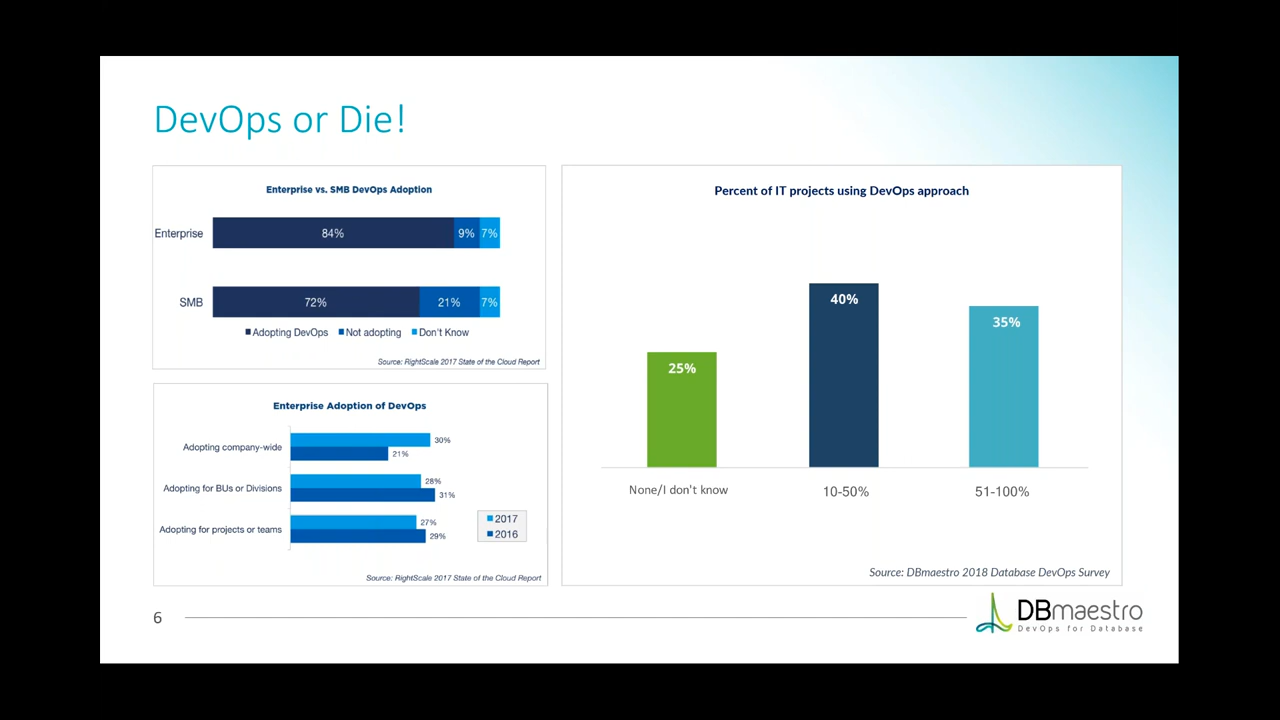 DevOps or Die!
Enterprise vs. SMB DevOps Adoption
Enterprise 84% 9% 7%
SMB 72% 21% 7%
Adopting DevOps Not adopting Don't Know
Source: RightScale 2017 State of the Cloud Report
Enterprise Adoption of DevOps
Adopting company-wide 30%
21%
Adopting for BUs or Divisions 28%
31%
Adopting for projects or teams 27%
29%
2017
2016
Source: RightScale 2017 State of the Cloud Report
Percent of IT projects using DevOps approach
25% 40% 35%
None/I don't know 10-50% 51-100%
Source: DBmaestro 2018 Database DevOps Survey
6
DBmaestro
DevOps for Database